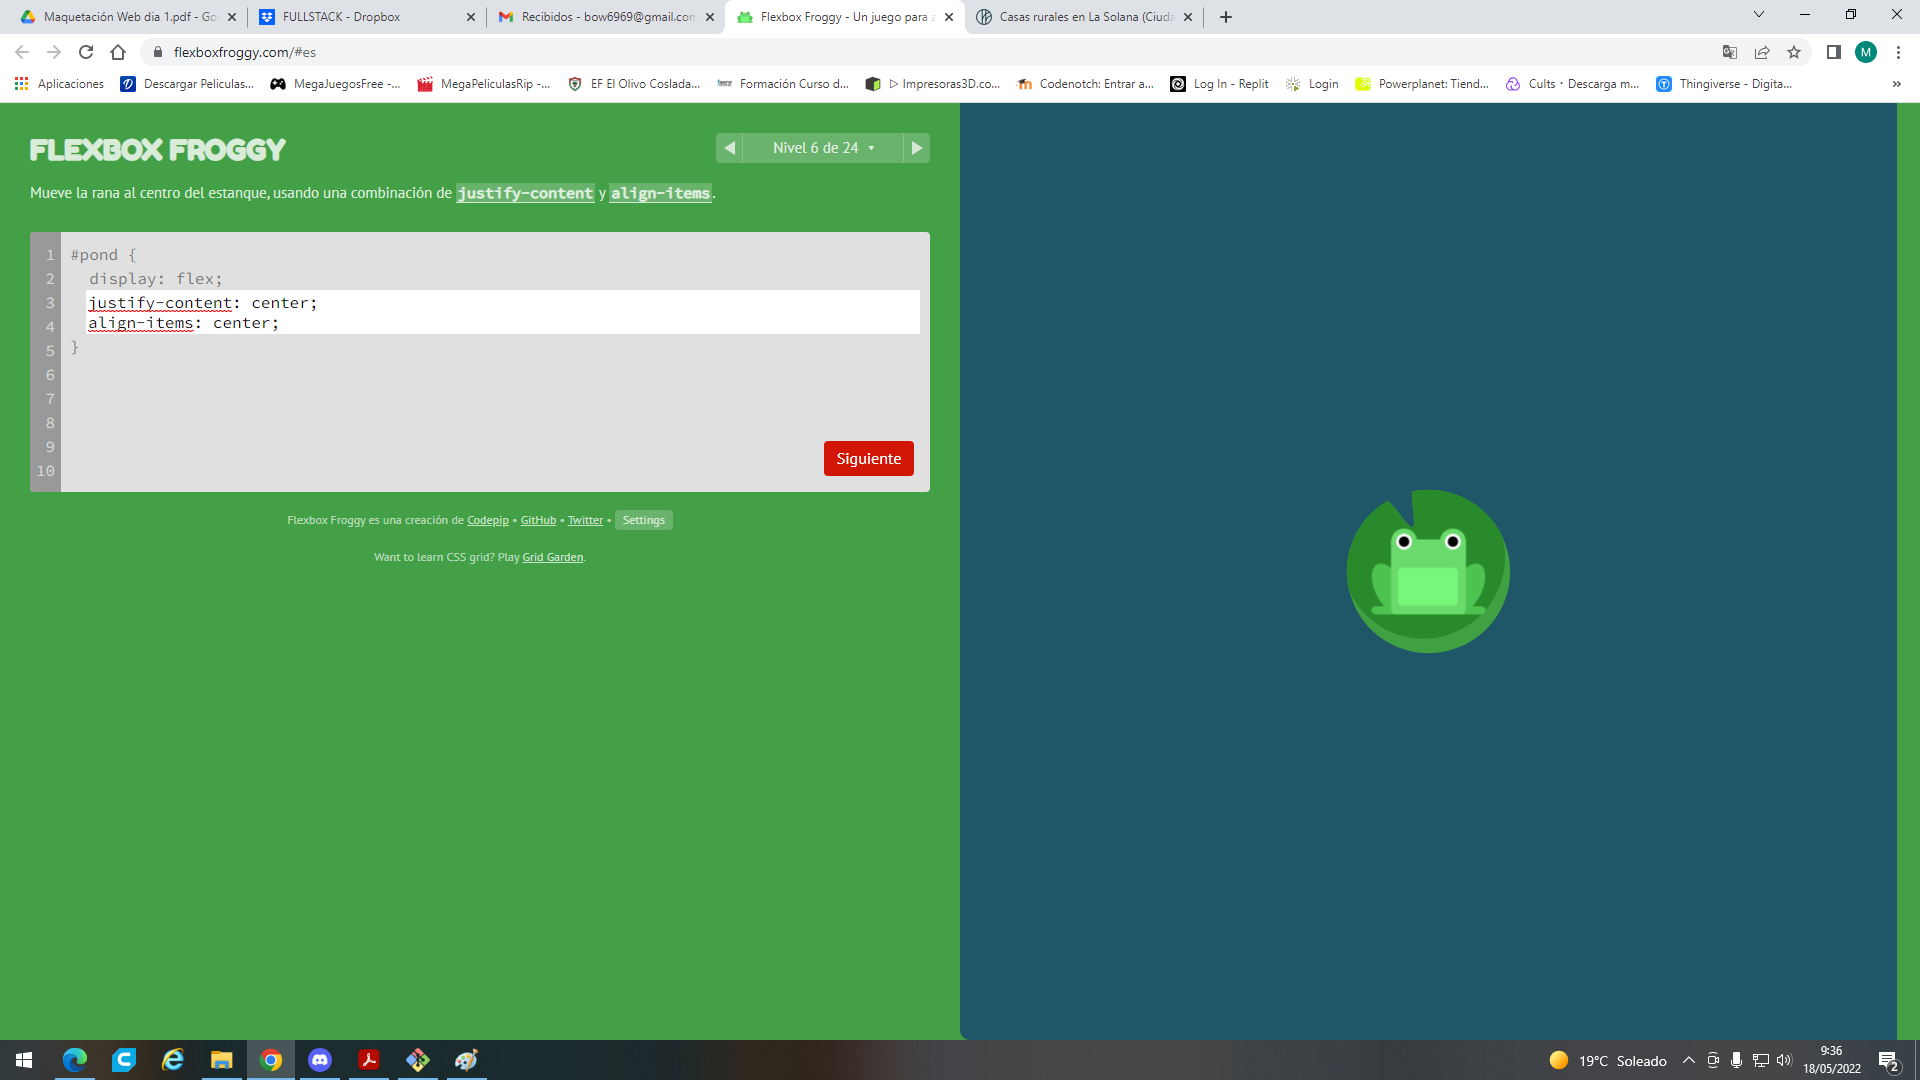 Maquetación Web dia 1.pdf - Go
FULLSTACK - Dropbox
Recibidos - bow6969@gmail.com
Flexbox Froggy - Un juego para a
Casas rurales en La Solana (Ciuda
flexboxfroggy.com/#es
M
Aplicaciones
Descargar Peliculas...
MegaJuegosFree -...
MegaPeliculasRip -...
EF El Olivo Coslada...
Formación Curso d...
▷ Impresoras3D.co...
Codenotch: Entrar a...
Log In - Replit
Login
Powerplanet: Tiend...
Cults・Descarga m...
Thingiverse - Digita...
»
FLEXBOX FROGGY
Nivel 6 de 24
Mueve la rana al centro del estanque, usando una combinación de justify-content y align-items.
1 #pond {
2 display: flex;
3 justify-content: center;
4 align-items: center;
5 }
6
7
8
9
10
Siguiente
Flexbox Froggy es una creación de Codepip • GitHub • Twitter • Settings
Want to learn CSS grid? Play Grid Garden.
19°C Soleado
9:36
18/05/2022
2